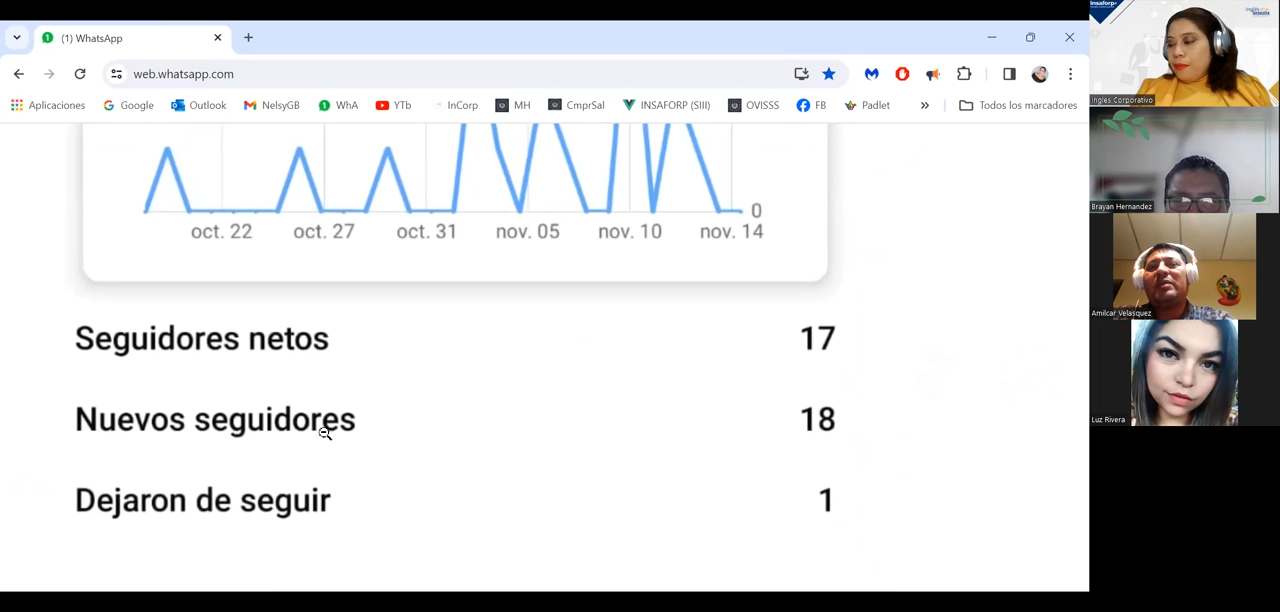 (1) WhatsApp
web.whatsapp.com
Aplicaciones Google Outlook NelsyGB WhA YTb InCorp MH CmprSal INSAFORP (SIII) OVISSS FB Padlet » Todos los marcadores
0
oct. 22 oct. 27 oct. 31 nov. 05 nov. 10 nov. 14
Seguidores netos 17
Nuevos seguidores 18
Dejaron de seguir 1
Insaforp
Ingles Corporativo
Brayan Hernandez
Amilcar Velasquez
Luz Rivera